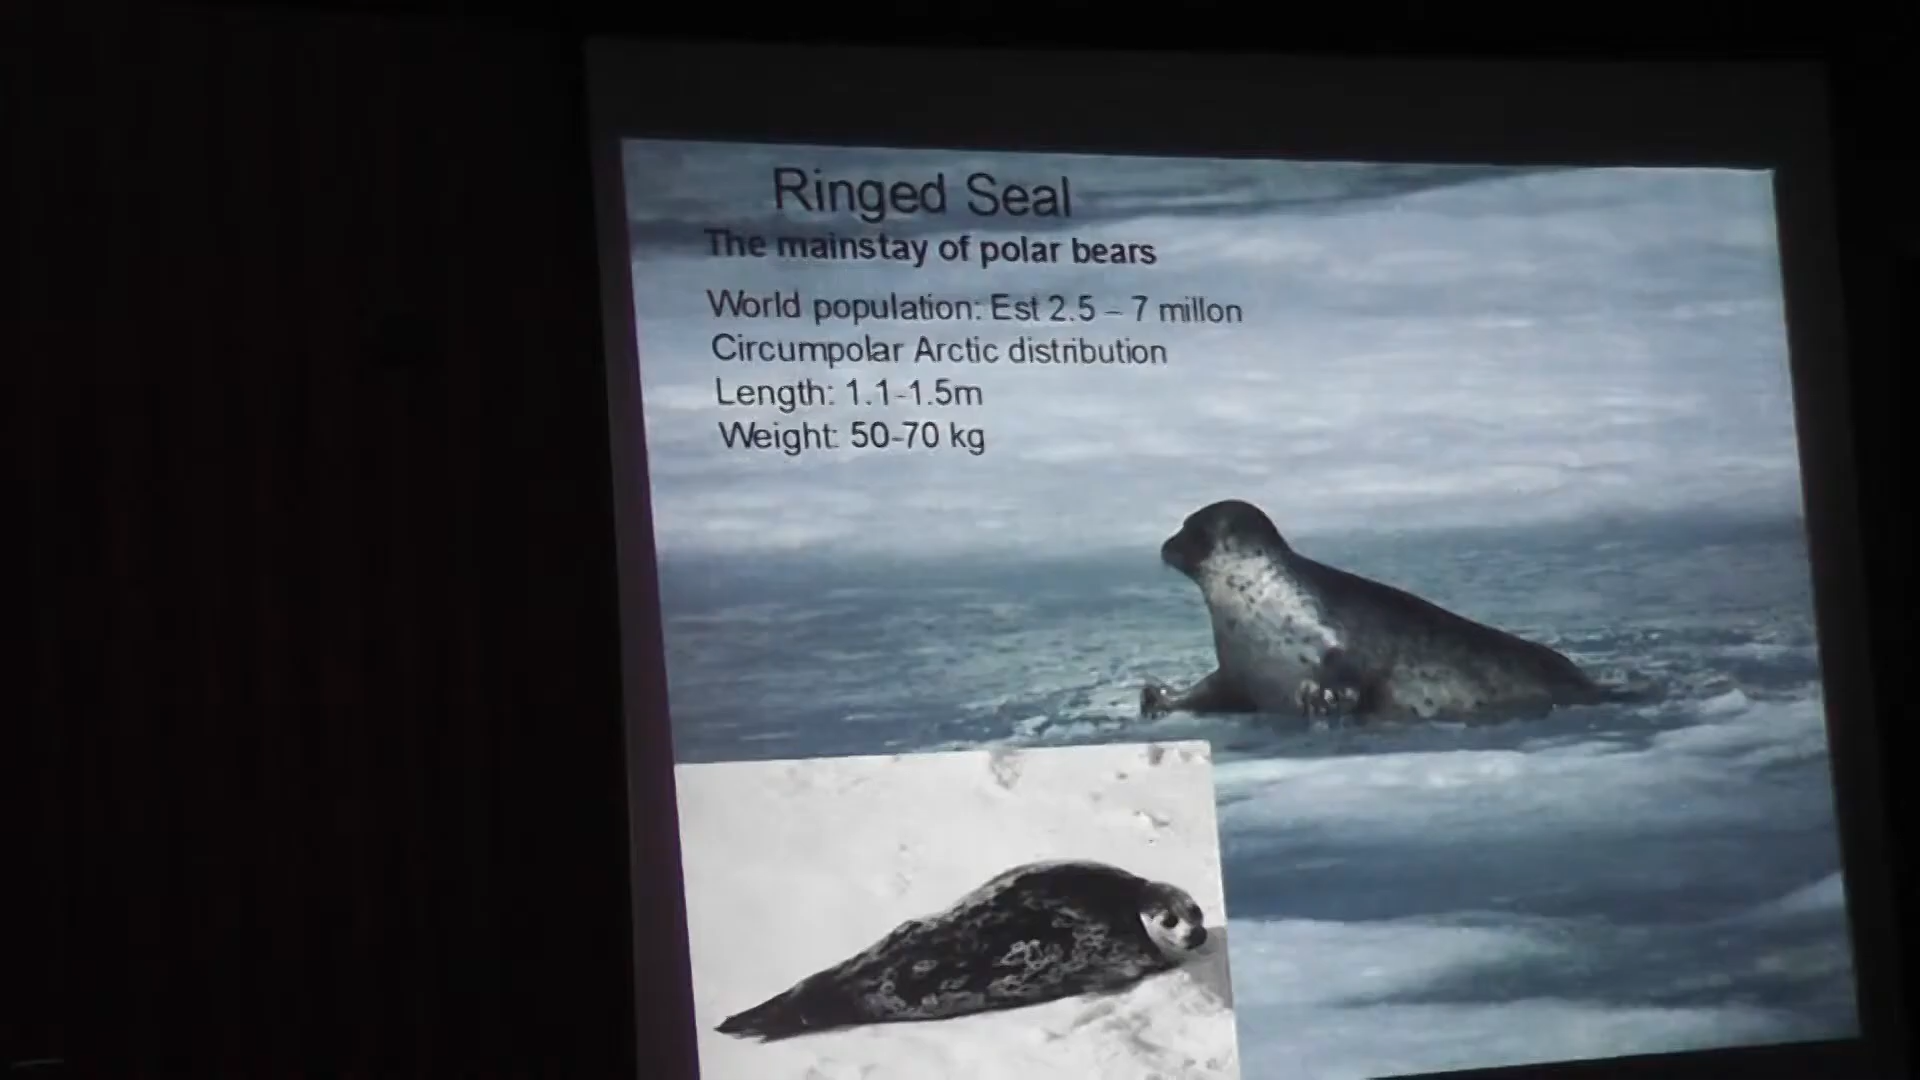 Ringed Seal
The mainstay of polar bears
World population: Est 2.5 – 7 millon
Circumpolar Arctic distribution
Length: 1.1-1.5m
Weight: 50-70 kg